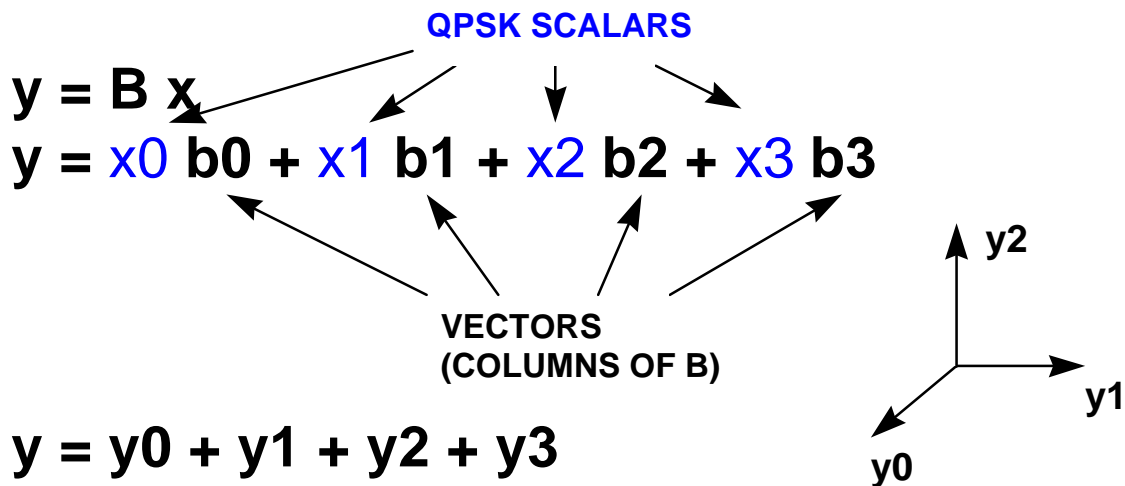 QPSK SCALARS
y = B x
y = x0 b0 + x1 b1 + x2 b2 + x3 b3
VECTORS
(COLUMNS OF B)
y = y0 + y1 + y2 + y3
y2
y1
y0